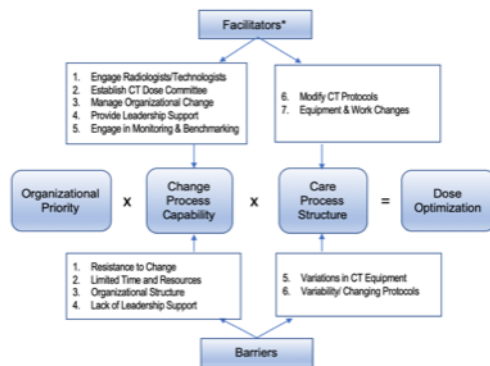 Facilitators*
1. Engage Radiologists/Technologists
2. Establish CT Dose Committee
3. Manage Organizational Change
4. Provide Leadership Support
5. Engage in Monitoring & Benchmarking
6. Modify CT Protocols
7. Equipment & Work Changes
Organizational
Priority
x
Change
Process
Capability
x
Care
Process
Structure
=
Dose
Optimization
1. Resistance to Change
2. Limited Time and Resources
3. Organizational Structure
4. Lack of Leadership Support
5. Variations in CT Equipment
6. Variability/ Changing Protocols
Barriers